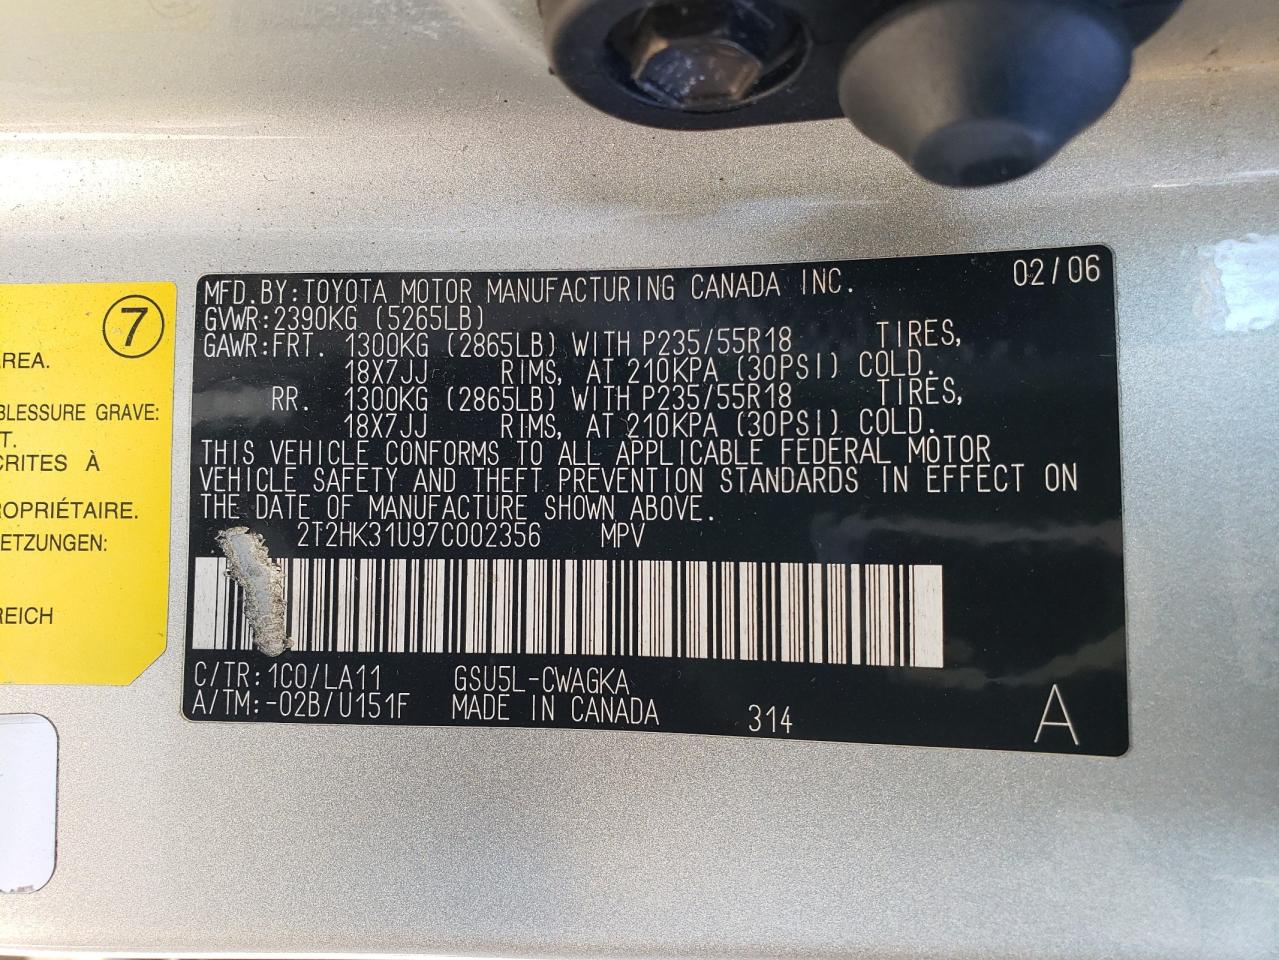 MFD.BY:TOYOTA MOTOR MANUFACTURING CANADA INC. 02/06
GVWR:2390KG (5265LB)
GAWR:FRT. 1300KG (2865LB) WITH P235/55R18 TIRES,
18X7JJ RIMS, AT 210KPA (30PSI) COLD.
RR. 1300KG (2865LB) WITH P235/55R18 TIRES,
18X7JJ RIMS, AT 210KPA (30PSI) COLD.
THIS VEHICLE CONFORMS TO ALL APPLICABLE FEDERAL MOTOR
VEHICLE SAFETY AND THEFT PREVENTION STANDARDS IN EFFECT ON
THE DATE OF MANUFACTURE SHOWN ABOVE.
2T2HK31U97C002356 MPV
C/TR:1C0/LA11 GSU5L-CWAGKA
A/TM:-02B/U151F MADE IN CANADA 314 A
7
AREA.
BLESSURE GRAVE:
T.
CRITES À
PROPRIÉTAIRE.
ETZUNGEN:
REICH